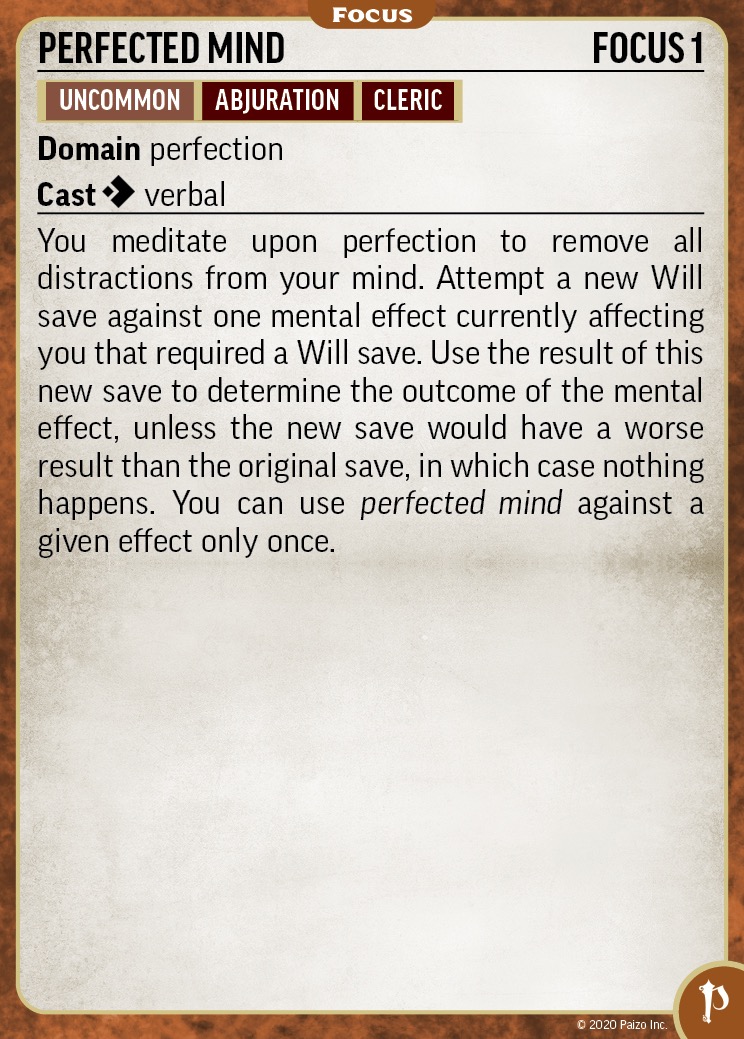 Focus
PERFECTED MIND FOCUS 1
UNCOMMON ABJURATION CLERIC
Domain perfection
Cast verbal
You meditate upon perfection to remove all
distractions from your mind. Attempt a new Will
save against one mental effect currently affecting
you that required a Will save. Use the result of this
new save to determine the outcome of the mental
effect, unless the new save would have a worse
result than the original save, in which case nothing
happens. You can use perfected mind against a
given effect only once.
P
© 2020 Paizo Inc.